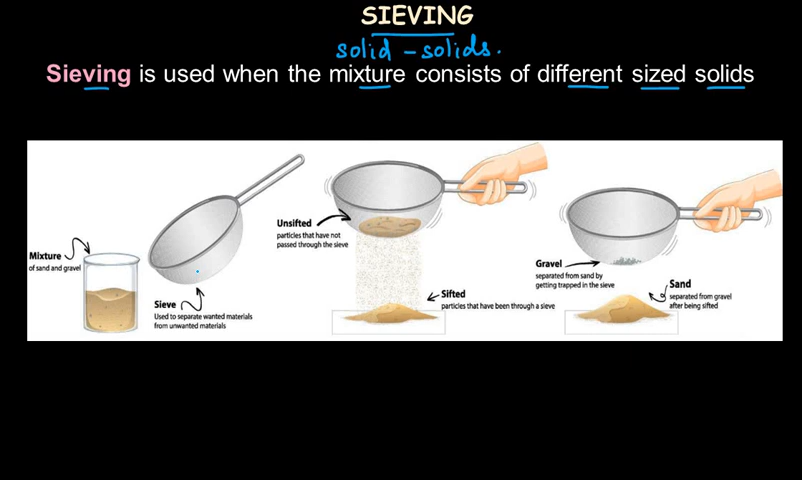 SIEVING
solid - solids.
Sieving is used when the mixture consists of different sized solids
Mixture
of sand and gravel
Sieve
Used to separate wanted materials
from unwanted materials
Unsifted
particles that have not
passed through the sieve
Sifted
particles that have been through a sieve
Gravel
separated from sand by
getting trapped in the sieve
Sand
separated from gravel
after being sifted